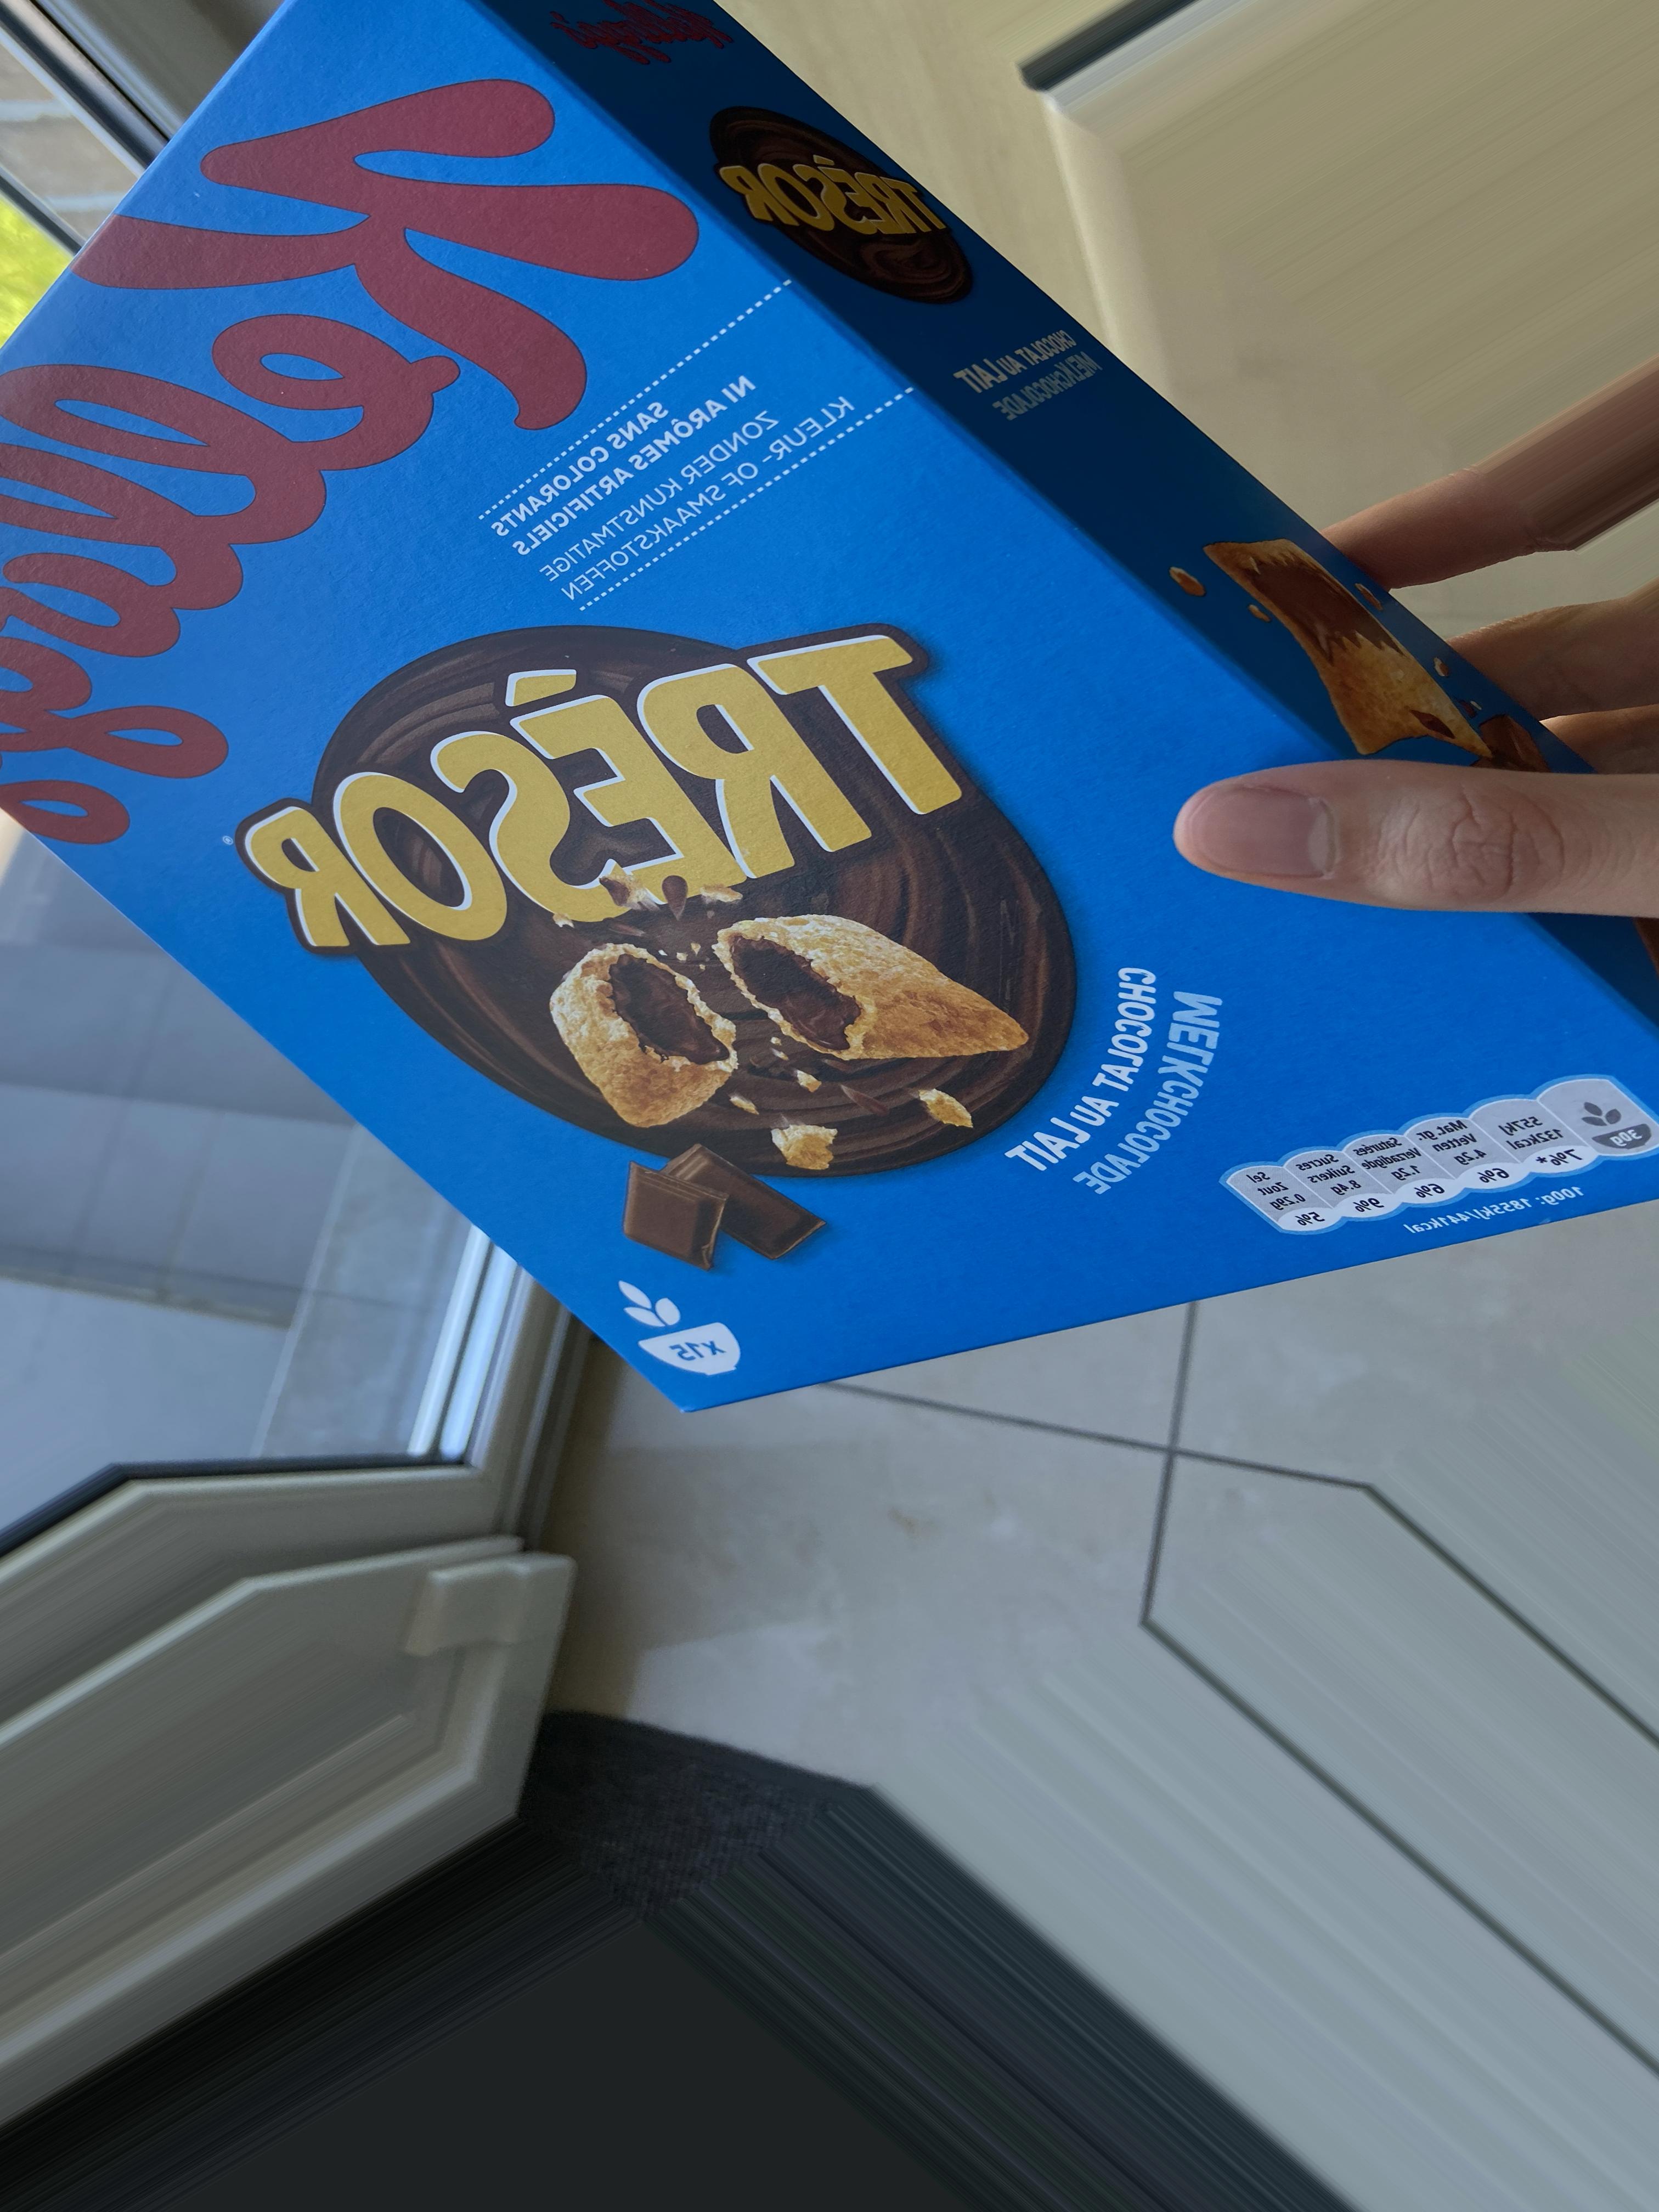 Kellogg's
SANS COLORANTS
NI ARÔMES ARTIFICIELS
ZONDER KUNSTMATIGE
KLEUR- OF SMAAKSTOFFEN
TRÉSOR
®
CHOCOLAT AU LAIT
MELKCHOCOLADE
x15
30g
557kJ
132kcal
7%*
Mat.gr.
Vetten
4.2g
6%
Saturées
Verzadigde
1.2g
6%
Sucres
Suikers
8.4g
9%
Sel
Zout
0.29g
5%
100g: 1855kJ/441kcal
Kellogg's
TRÉSOR
CHOCOLAT AU LAIT
MELKCHOCOLADE